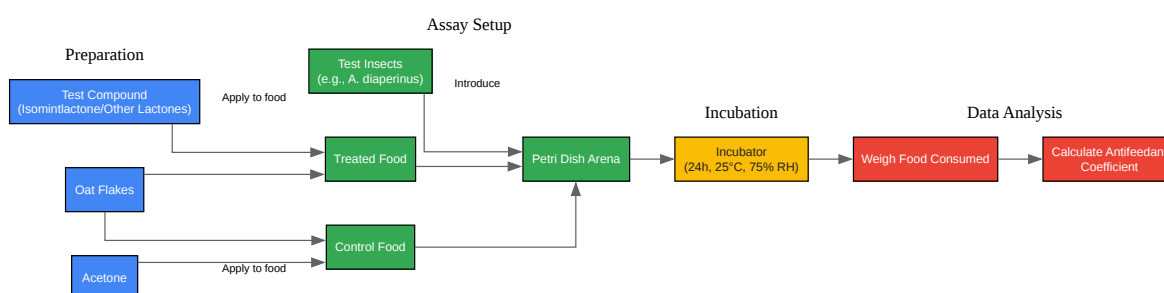 Assay Setup
Preparation
Test Compound
(Isomintlactone/Other Lactones)
Apply to food
Test Insects
(e.g., A. diaperinus)
Introduce
Incubation
Data Analysis
Treated Food
Petri Dish Arena
Incubator
(24h, 25°C, 75% RH)
Weigh Food Consumed
Calculate Antifeedan
Coefficient
Oat Flakes
Control Food
Acetone
Apply to food